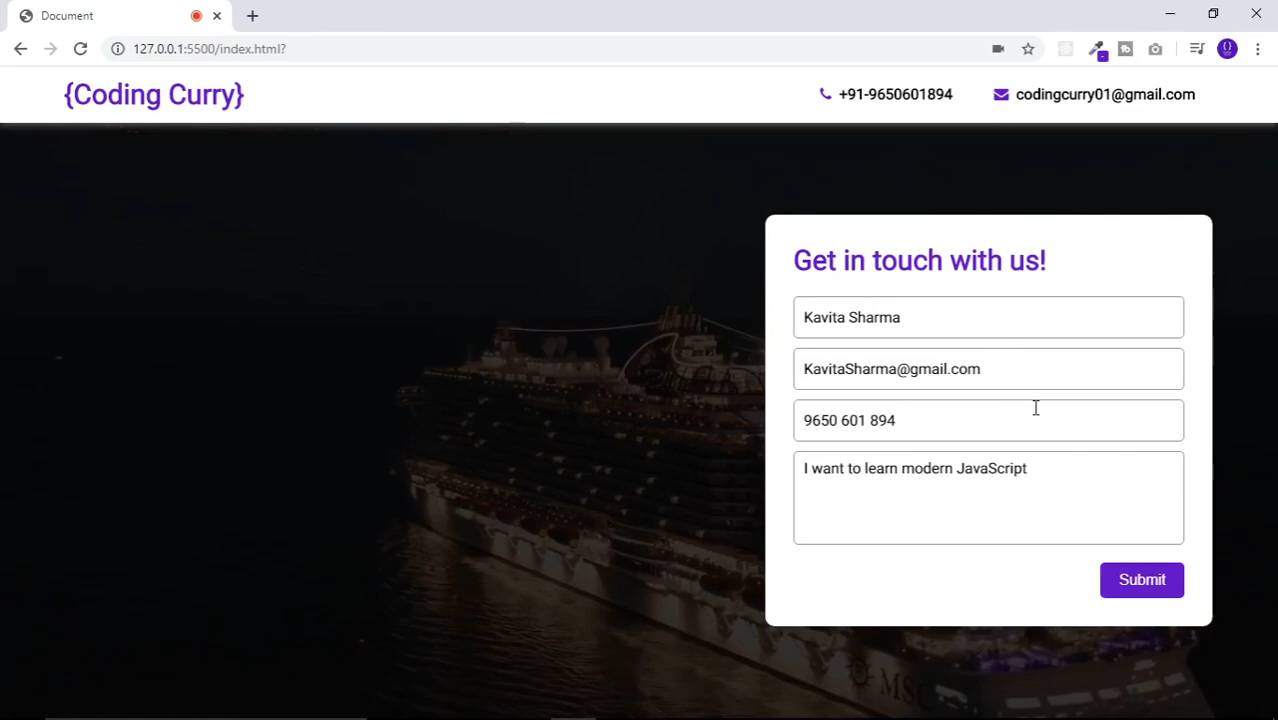 Document
127.0.0.1:5500/index.html?
{Coding Curry}
+91-9650601894
codingcurry01@gmail.com
Get in touch with us!
Kavita Sharma
KavitaSharma@gmail.com
9650 601 894
I want to learn modern JavaScript
Submit
MSC